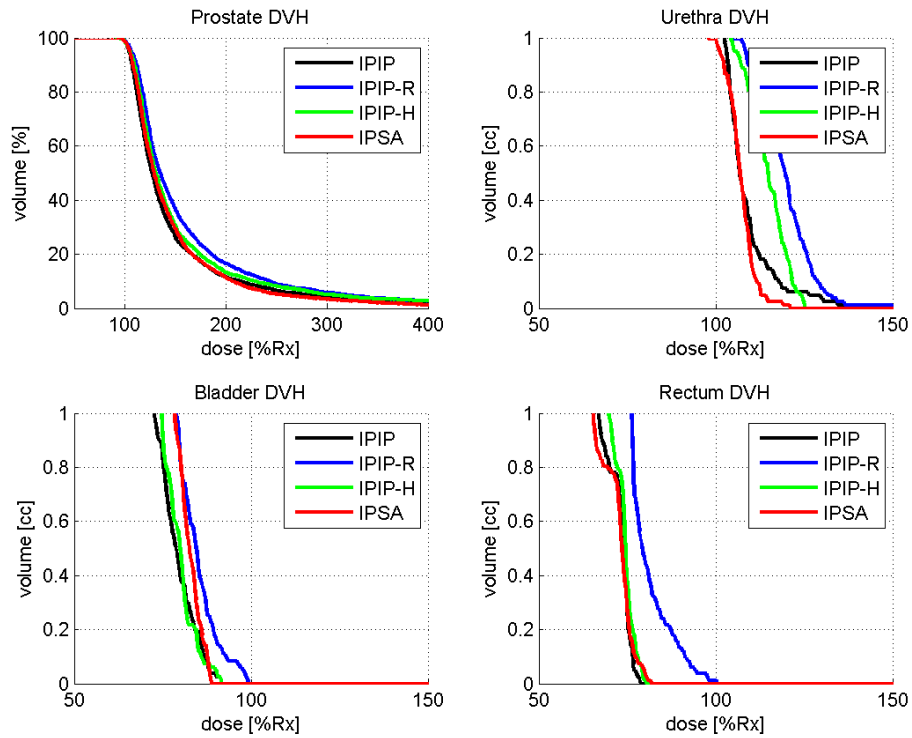 Prostate DVH
volume [%]
100
80
60
40
20
0
100
200
300
400
dose [%Rx]
IPIP
IPIP-R
IPIP-H
IPSA
Urethra DVH
volume [cc]
1
0.8
0.6
0.4
0.2
0
50
100
150
dose [%Rx]
IPIP
IPIP-R
IPIP-H
IPSA
Bladder DVH
volume [cc]
1
0.8
0.6
0.4
0.2
0
50
100
150
dose [%Rx]
IPIP
IPIP-R
IPIP-H
IPSA
Rectum DVH
volume [cc]
1
0.8
0.6
0.4
0.2
0
50
100
150
dose [%Rx]
IPIP
IPIP-R
IPIP-H
IPSA